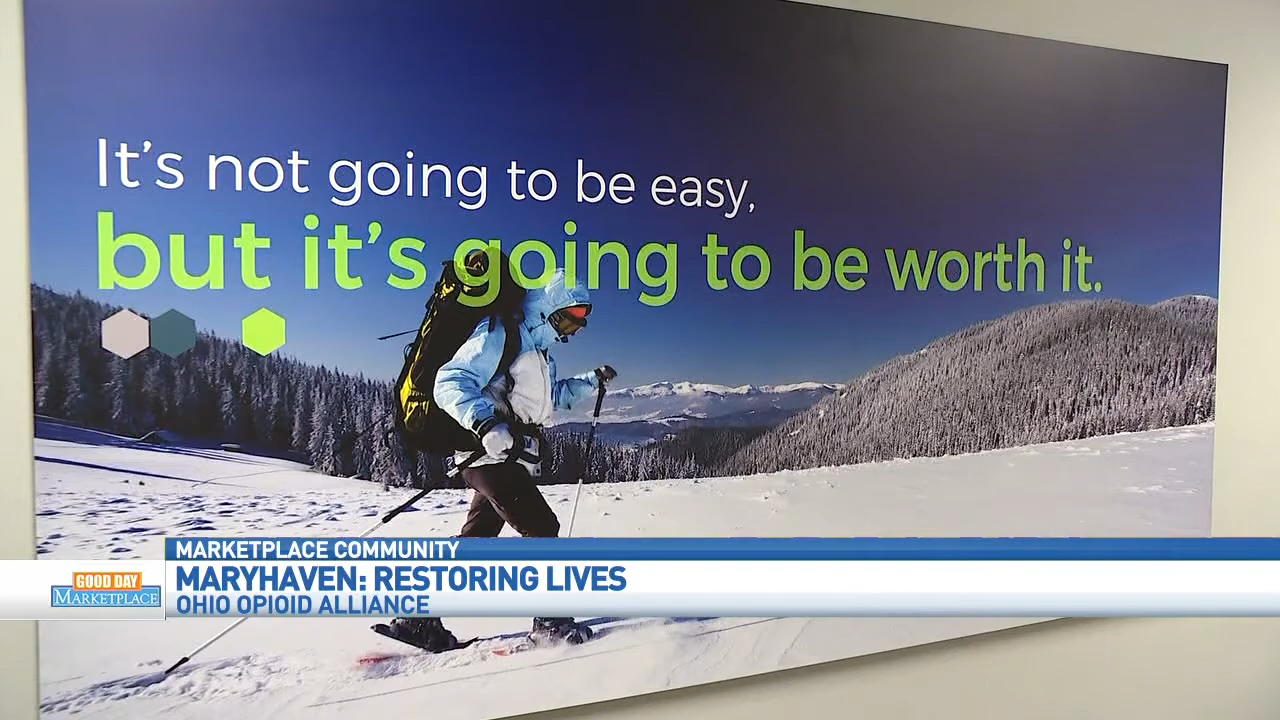 It's not going to be easy,
but it's going to be worth it.
MARKETPLACE COMMUNITY
GOOD DAY
MARKETPLACE
MARYHAVEN: RESTORING LIVES
OHIO OPIOID ALLIANCE